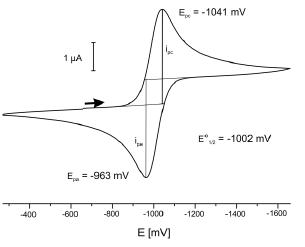 E_pc = -1041 mV
1 µA
i_pc
i_pa
E°'_1/2 = -1002 mV
E_pa = -963 mV
-400 -600 -800 -1000 -1200 -1400 -1600
E [mV]